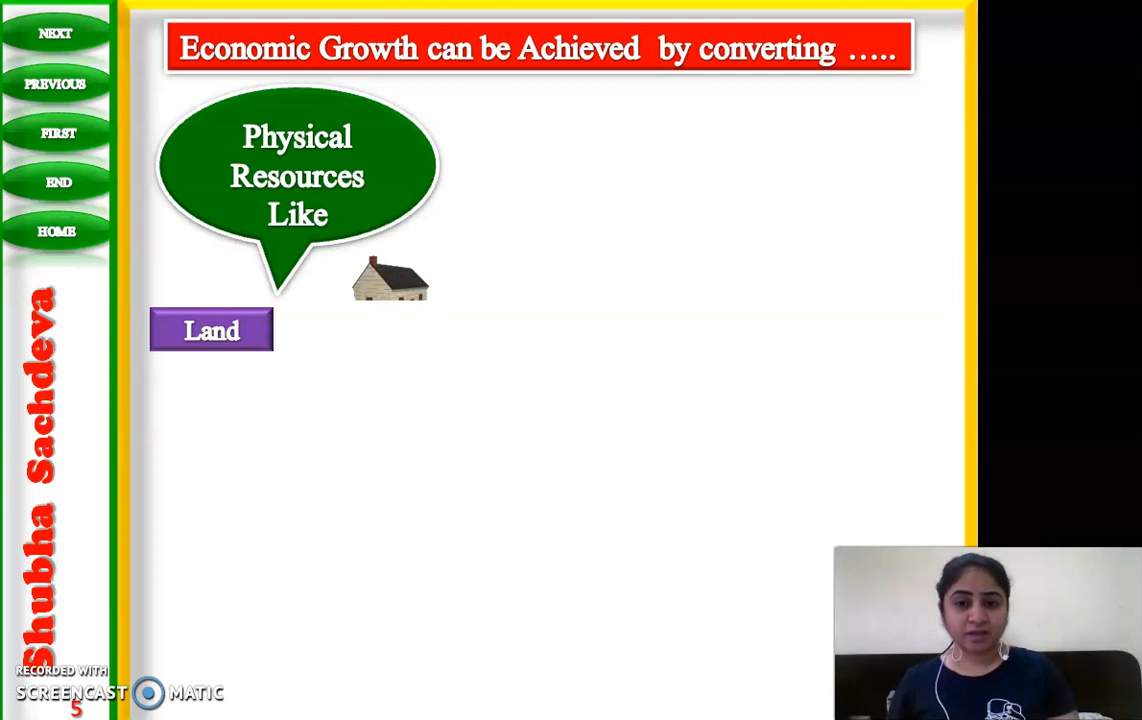 NEXT
PREVIOUS
FIRST
END
HOME
Shubha Sachdeva
Economic Growth can be Achieved by converting …..
Physical
Resources
Like
Land
RECORDED WITH
SCREENCAST MATIC
5